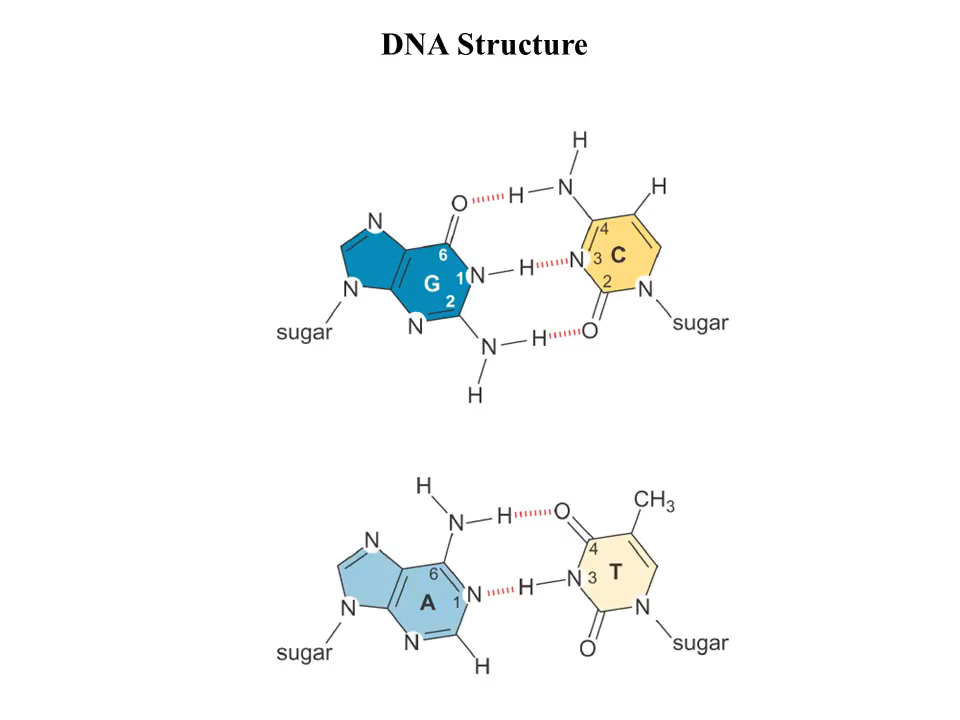 DNA Structure
H
O H N H
N 4
6 N 3 C
G 1 N H 2
N 2 N
sugar N H O sugar
N
H
H CH₃
N H O
N 4
6 N 3 T
A 1 N H
N N
N O
sugar H sugar